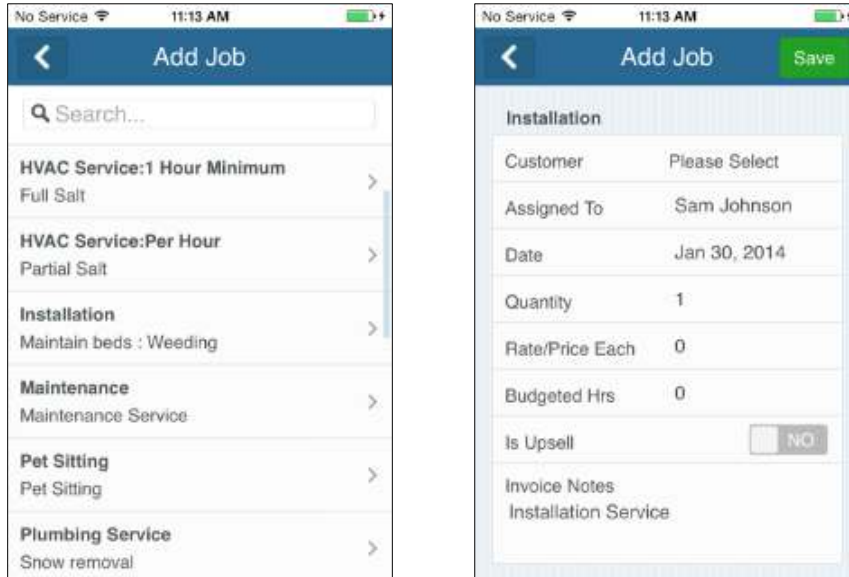 No Service 11:13 AM
Add Job
Search...
HVAC Service:1 Hour Minimum
Full Salt
HVAC Service:Per Hour
Partial Salt
Installation
Maintain beds : Weeding
Maintenance
Maintenance Service
Pet Sitting
Pet Sitting
Plumbing Service
Snow removal
No Service 11:13 AM
Add Job Save
Installation
Customer Please Select
Assigned To Sam Johnson
Date Jan 30, 2014
Quantity 1
Rate/Price Each 0
Budgeted Hrs 0
Is Upsell NO
Invoice Notes
Installation Service